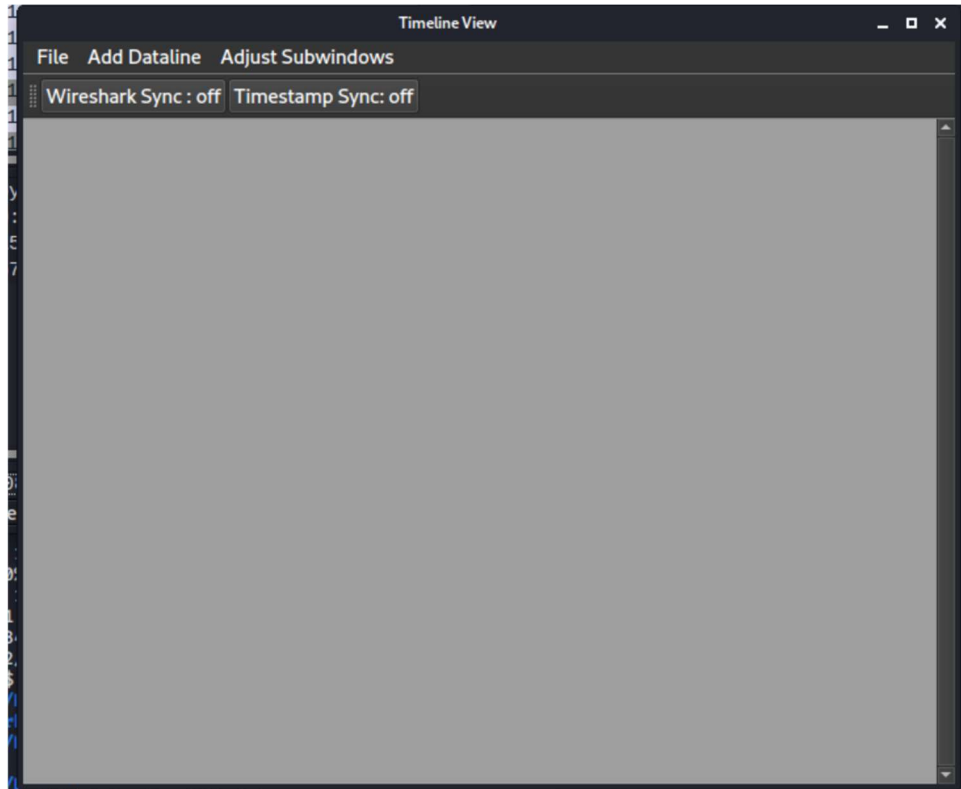 Timeline View
File Add Dataline Adjust Subwindows
Wireshark Sync : off Timestamp Sync: off